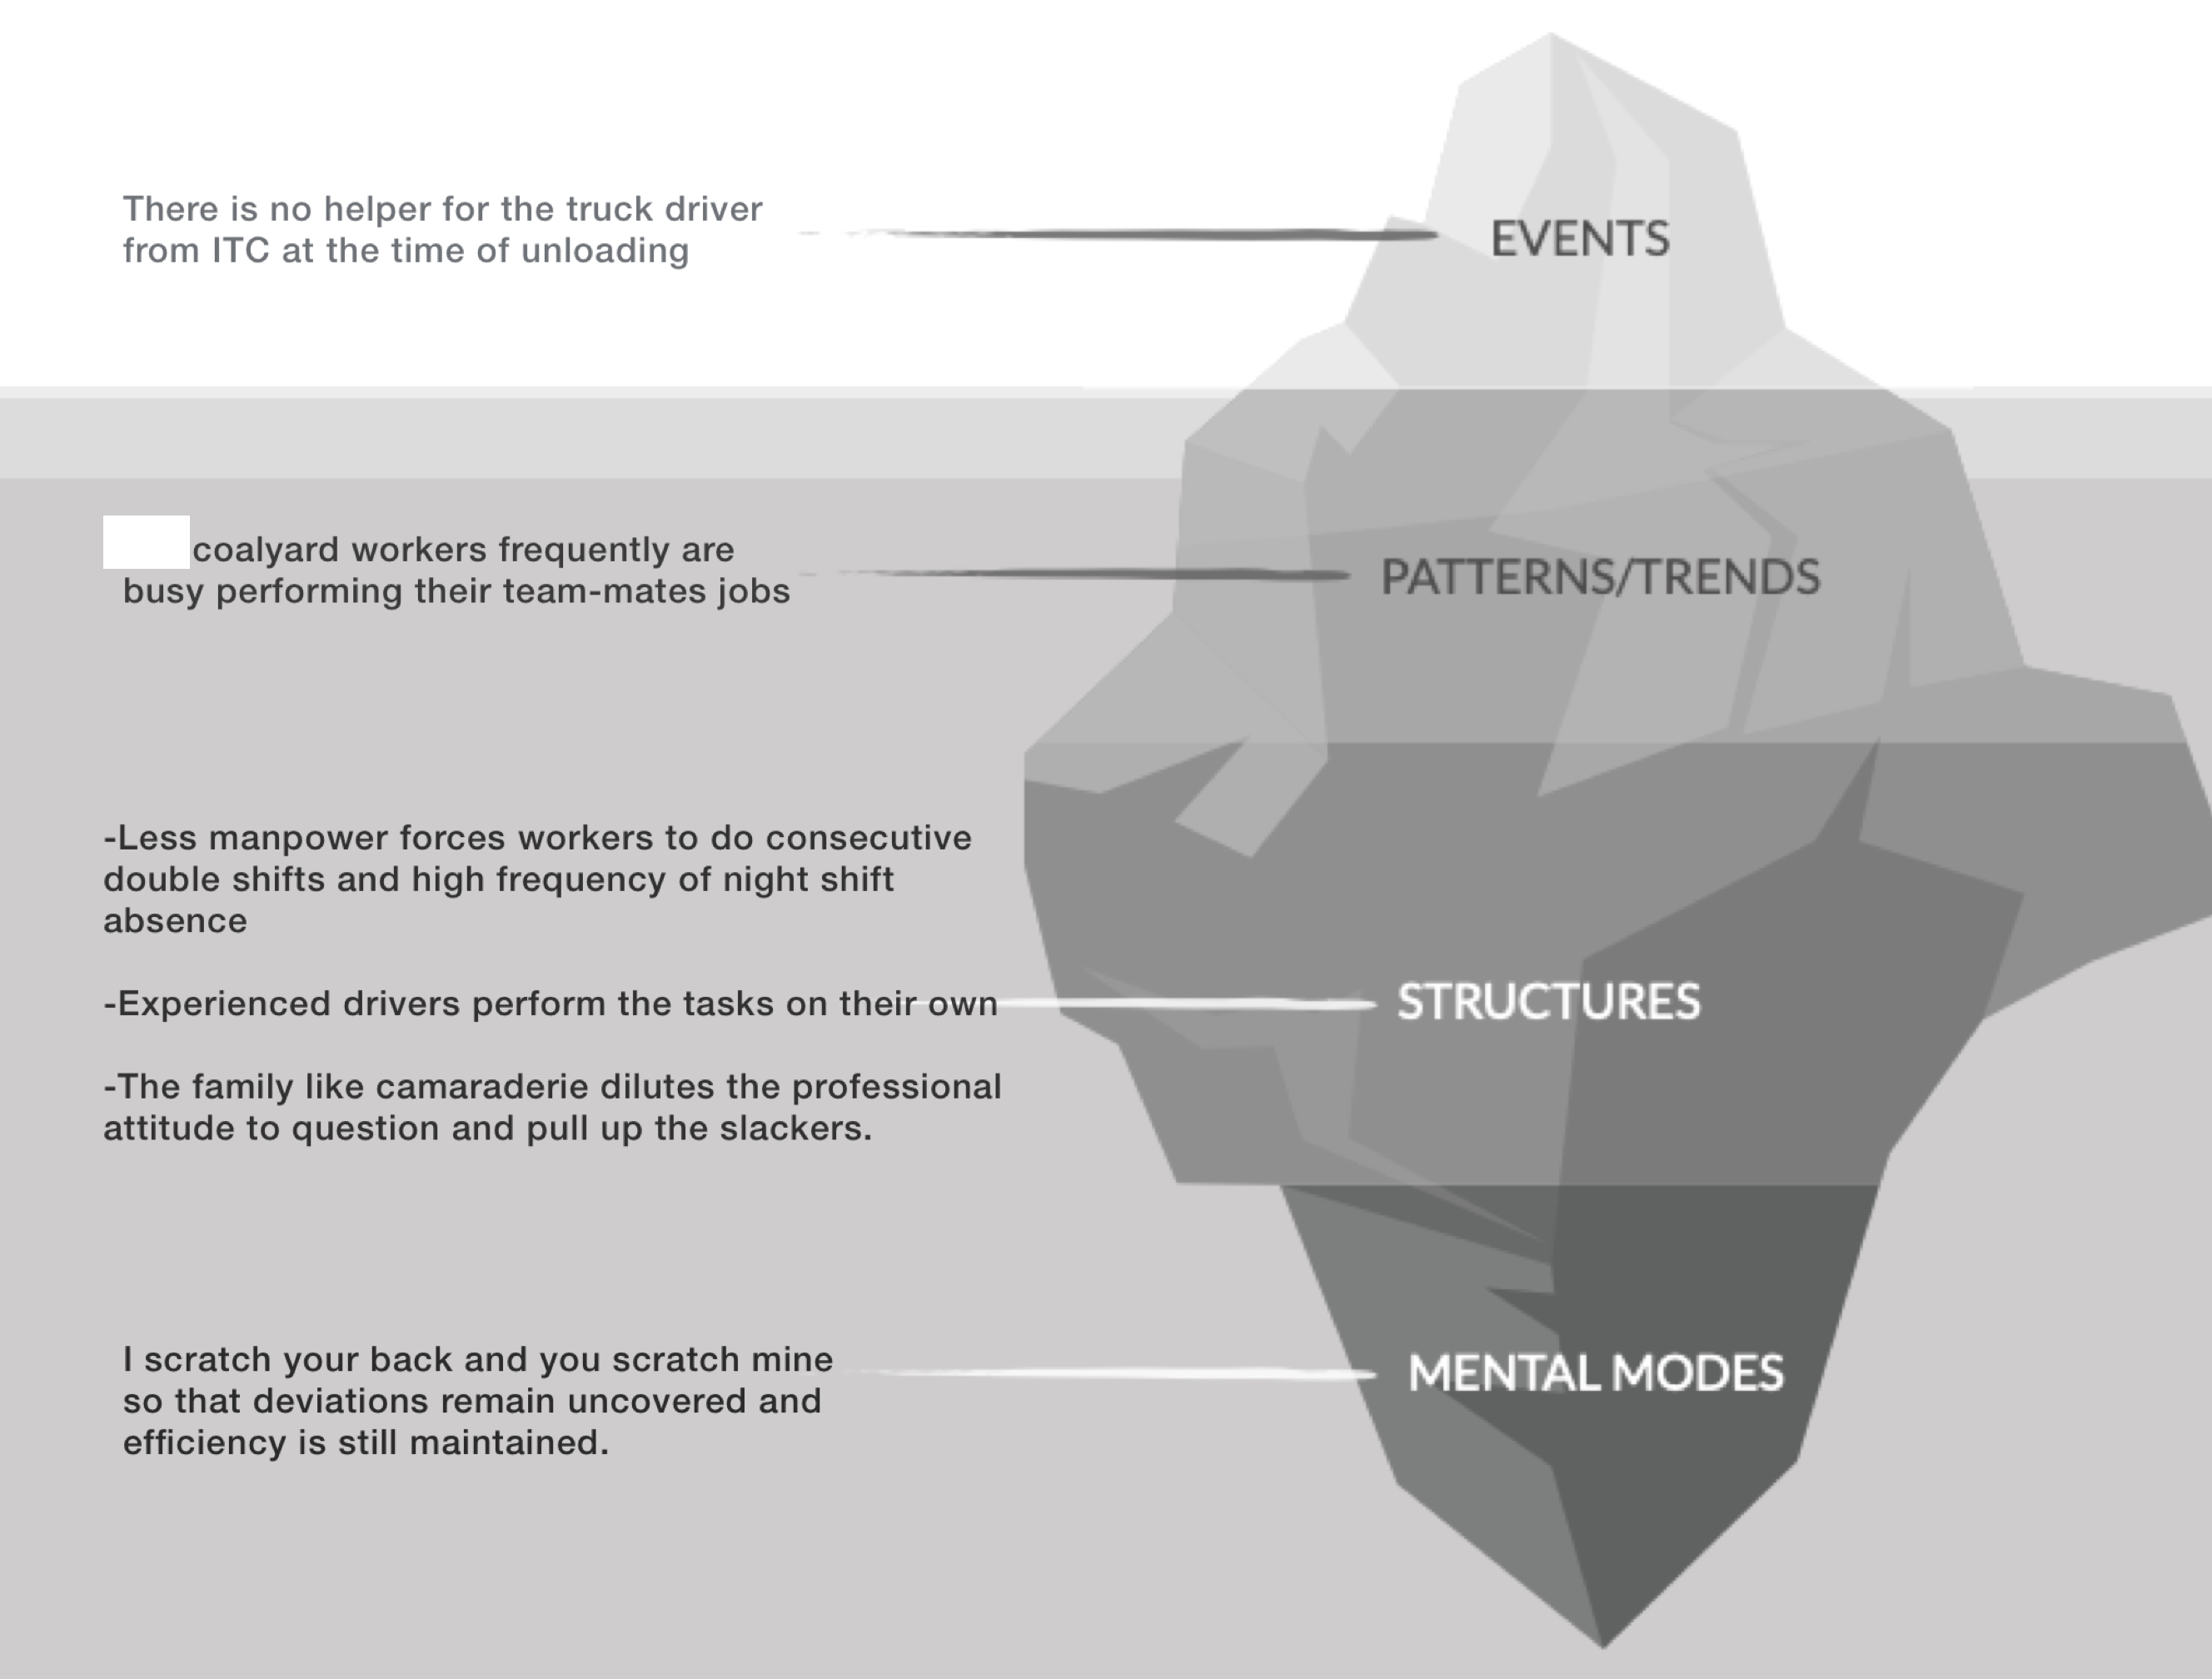 There is no helper for the truck driver
from ITC at the time of unloading
EVENTS
coalyard workers frequently are
busy performing their team-mates jobs
PATTERNS/TRENDS
-Less manpower forces workers to do consecutive
double shifts and high frequency of night shift
absence
-Experienced drivers perform the tasks on their own
STRUCTURES
-The family like camaraderie dilutes the professional
attitude to question and pull up the slackers.
I scratch your back and you scratch mine
so that deviations remain uncovered and
efficiency is still maintained.
MENTAL MODES